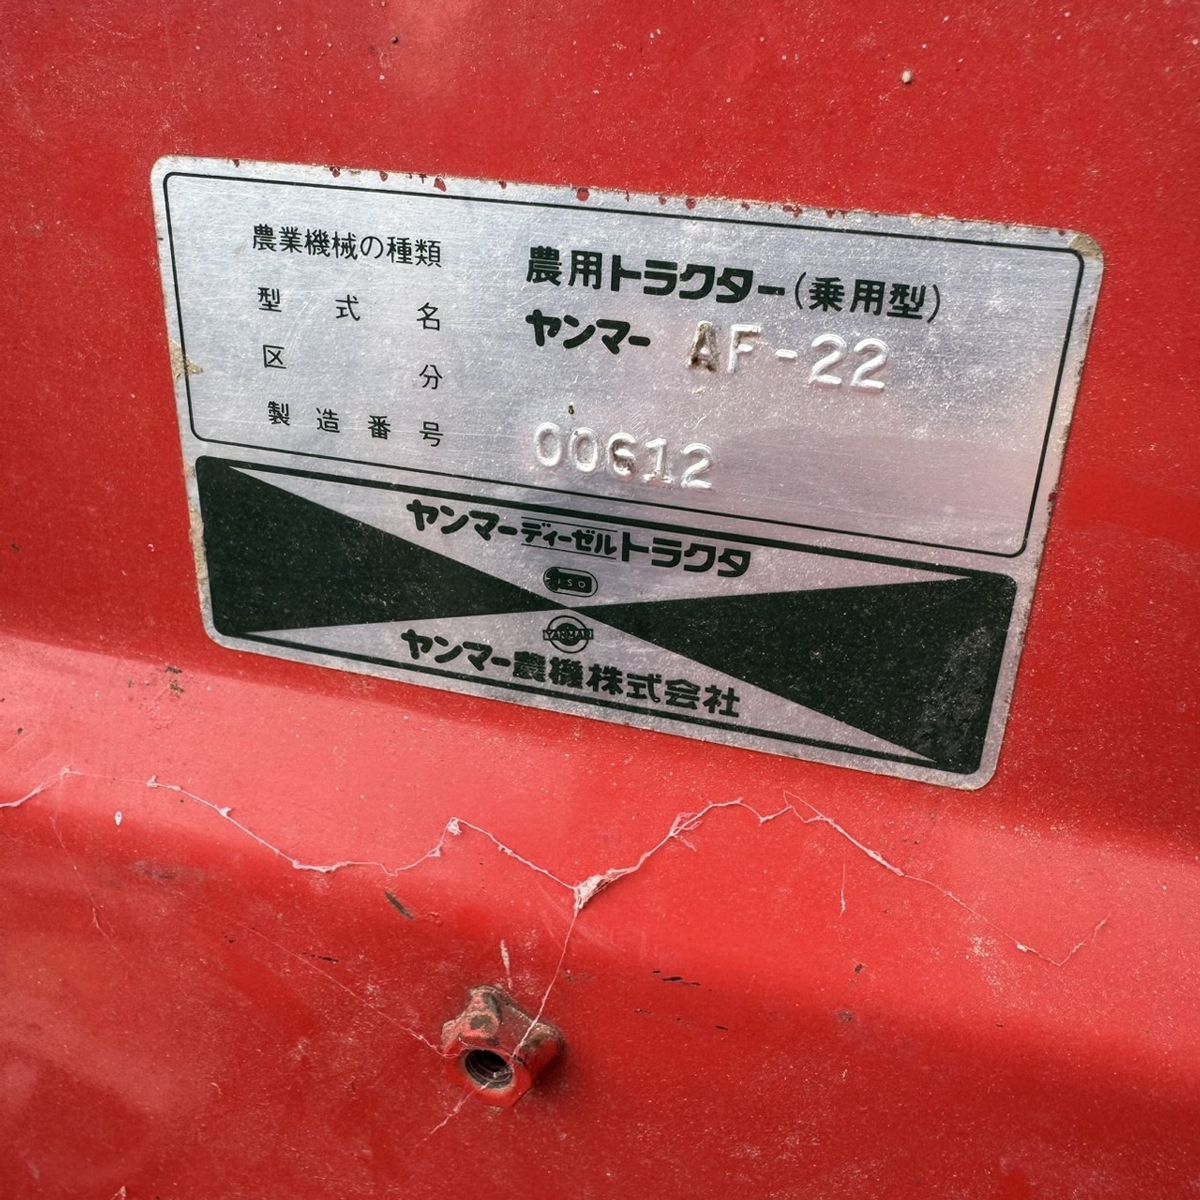 農業機械の種類 農用トラクター(乗用型)
型式名 ヤンマー AF-22
区分
製造番号 00612
ヤンマーディーゼルトラクタ
ISO
YANMAR
ヤンマー農機株式会社